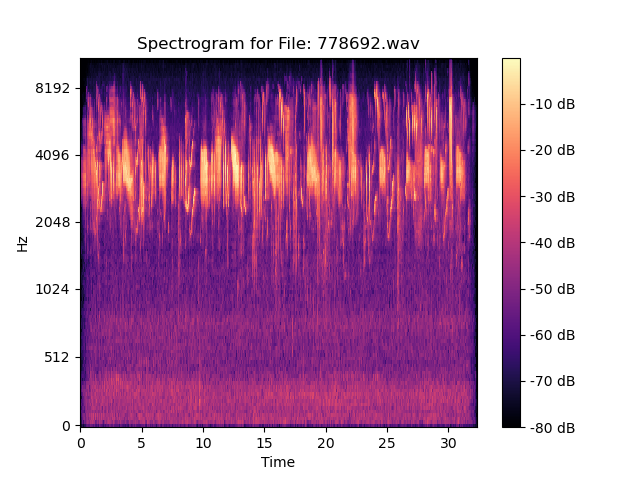 Spectrogram for File: 778692.wav
8192
4096
2048
1024
512
0
Hz
0 5 10 15 20 25 30
Time
-10 dB
-20 dB
-30 dB
-40 dB
-50 dB
-60 dB
-70 dB
-80 dB